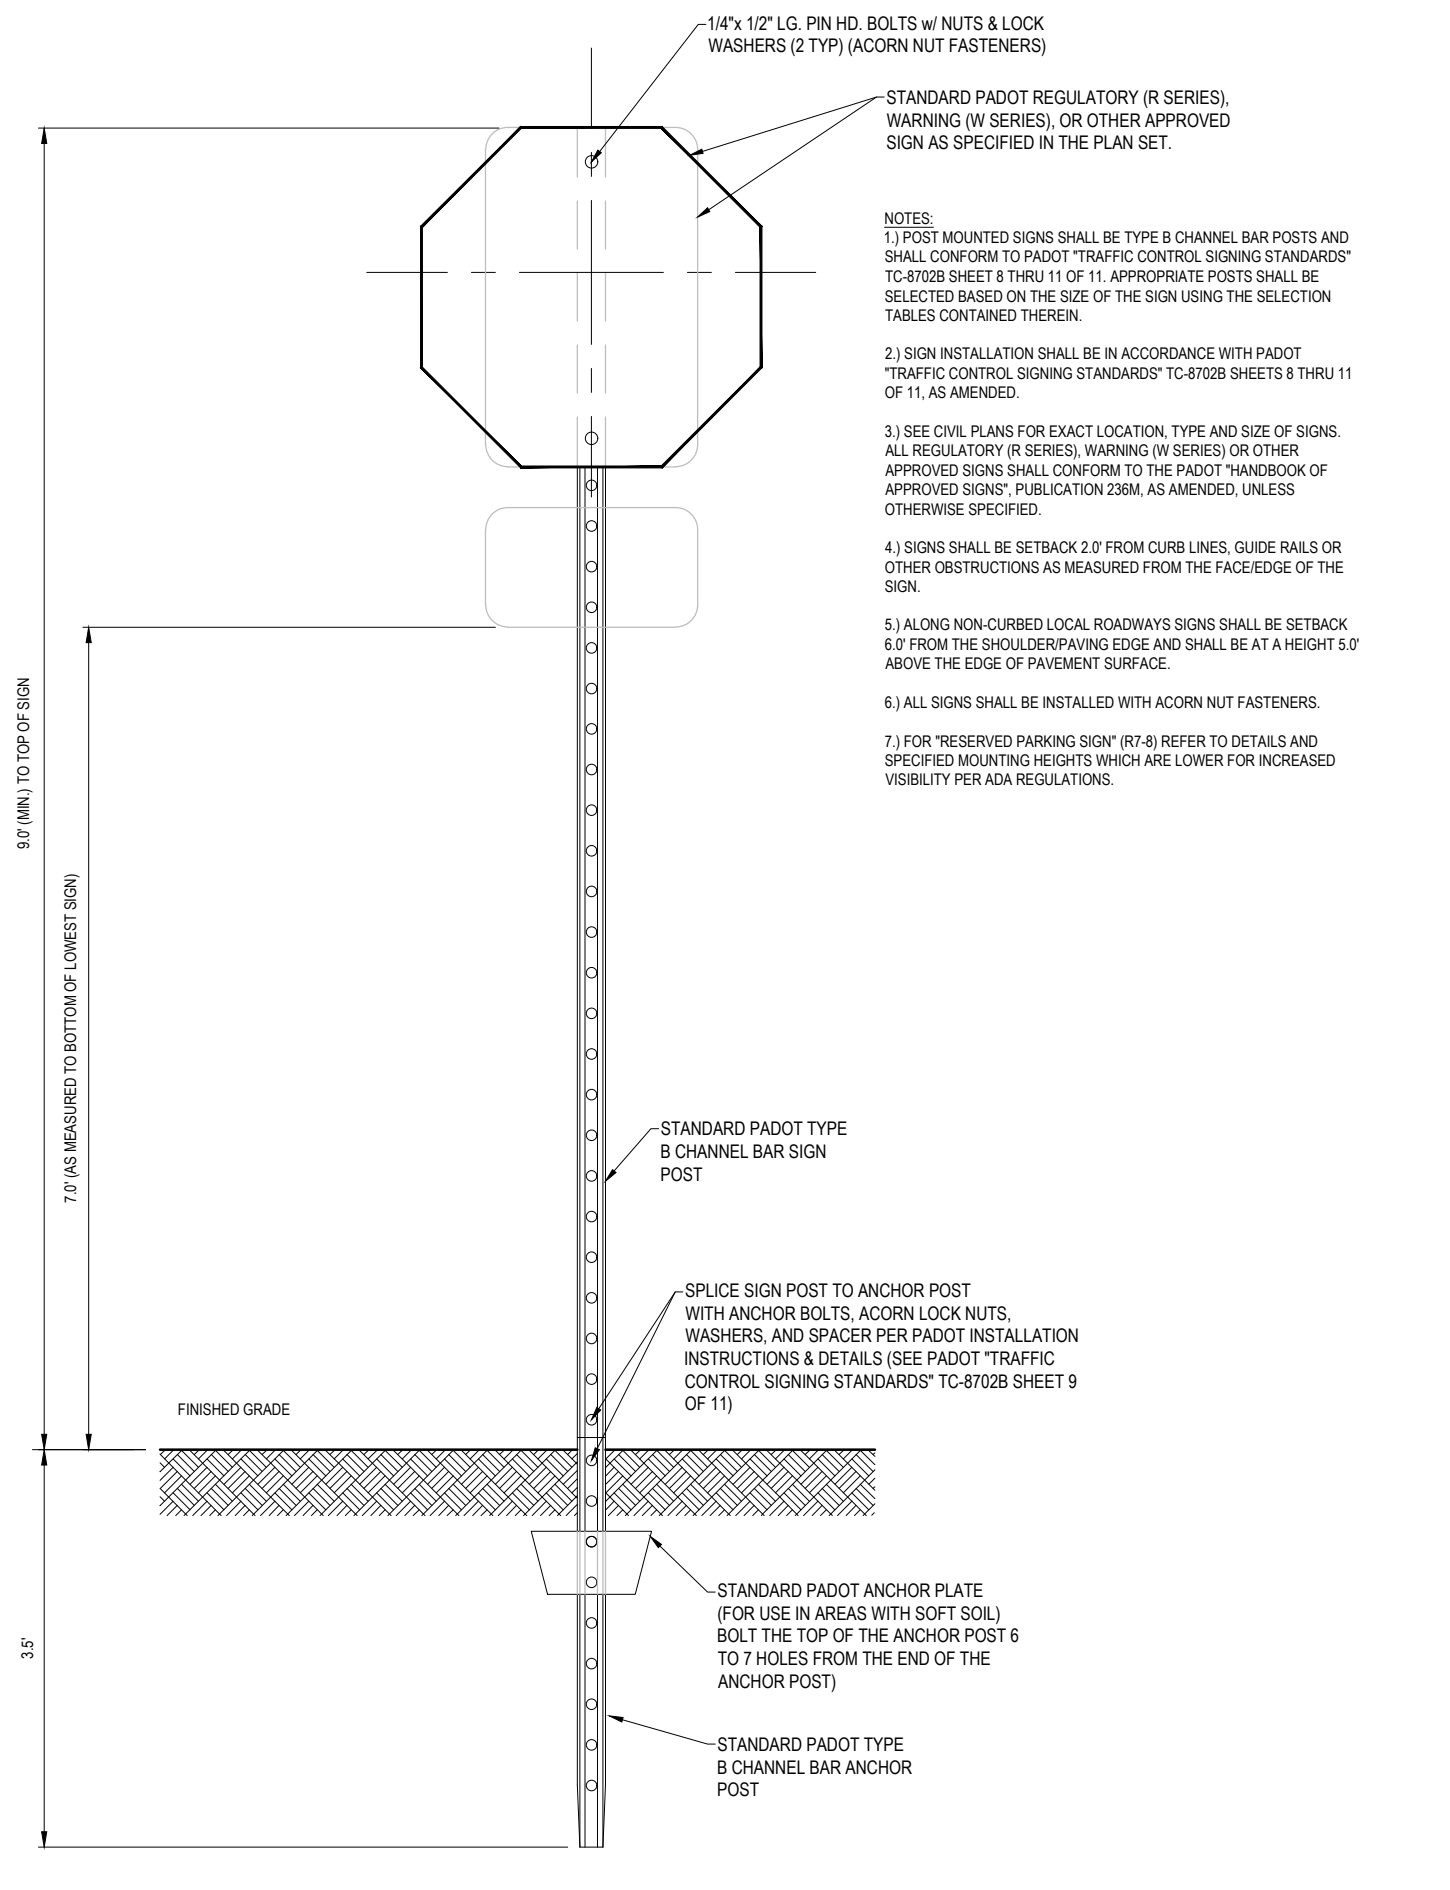 1/4"x 1/2" LG. PIN HD. BOLTS w/ NUTS & LOCK
WASHERS (2 TYP) (ACORN NUT FASTENERS)
STANDARD PADOT REGULATORY (R SERIES),
WARNING (W SERIES), OR OTHER APPROVED
SIGN AS SPECIFIED IN THE PLAN SET.
NOTES:
1.) POST MOUNTED SIGNS SHALL BE TYPE B CHANNEL BAR POSTS AND
SHALL CONFORM TO PADOT "TRAFFIC CONTROL SIGNING STANDARDS"
TC-8702B SHEET 8 THRU 11 OF 11. APPROPRIATE POSTS SHALL BE
SELECTED BASED ON THE SIZE OF THE SIGN USING THE SELECTION
TABLES CONTAINED THEREIN.
2.) SIGN INSTALLATION SHALL BE IN ACCORDANCE WITH PADOT
"TRAFFIC CONTROL SIGNING STANDARDS" TC-8702B SHEETS 8 THRU 11
OF 11, AS AMENDED.
3.) SEE CIVIL PLANS FOR EXACT LOCATION, TYPE AND SIZE OF SIGNS.
ALL REGULATORY (R SERIES), WARNING (W SERIES) OR OTHER
APPROVED SIGNS SHALL CONFORM TO THE PADOT "HANDBOOK OF
APPROVED SIGNS", PUBLICATION 236M, AS AMENDED, UNLESS
OTHERWISE SPECIFIED.
4.) SIGNS SHALL BE SETBACK 2.0' FROM CURB LINES, GUIDE RAILS OR
OTHER OBSTRUCTIONS AS MEASURED FROM THE FACE/EDGE OF THE
SIGN.
5.) ALONG NON-CURBED LOCAL ROADWAYS SIGNS SHALL BE SETBACK
6.0' FROM THE SHOULDER/PAVING EDGE AND SHALL BE AT A HEIGHT 5.0'
ABOVE THE EDGE OF PAVEMENT SURFACE.
6.) ALL SIGNS SHALL BE INSTALLED WITH ACORN NUT FASTENERS.
7.) FOR "RESERVED PARKING SIGN" (R7-8) REFER TO DETAILS AND
SPECIFIED MOUNTING HEIGHTS WHICH ARE LOWER FOR INCREASED
VISIBILITY PER ADA REGULATIONS.
9.0' (MIN.) TO TOP OF SIGN
7.0' (AS MEASURED TO BOTTOM OF LOWEST SIGN)
STANDARD PADOT TYPE
B CHANNEL BAR SIGN
POST
SPLICE SIGN POST TO ANCHOR POST
WITH ANCHOR BOLTS, ACORN LOCK NUTS,
WASHERS, AND SPACER PER PADOT INSTALLATION
INSTRUCTIONS & DETAILS (SEE PADOT "TRAFFIC
CONTROL SIGNING STANDARDS" TC-8702B SHEET 9
OF 11)
FINISHED GRADE
3.5'
STANDARD PADOT ANCHOR PLATE
(FOR USE IN AREAS WITH SOFT SOIL)
BOLT THE TOP OF THE ANCHOR POST 6
TO 7 HOLES FROM THE END OF THE
ANCHOR POST)
STANDARD PADOT TYPE
B CHANNEL BAR ANCHOR
POST